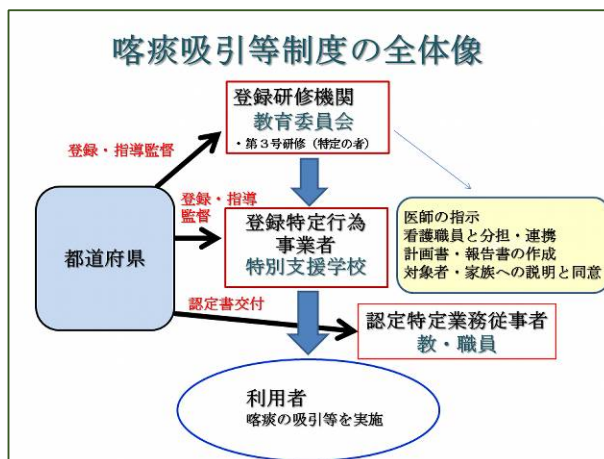 喀痰吸引等制度の全体像
登録研修機関
教育委員会
・第3号研修（特定の者）
登録・指導監督
登録・指導
監督
登録特定行為
事業者
特別支援学校
医師の指示
看護職員と分担・連携
計画書・報告書の作成
対象者・家族への説明と同意
都道府県
認定書交付
認定特定業務従事者
教・職員
利用者
喀痰の吸引等を実施